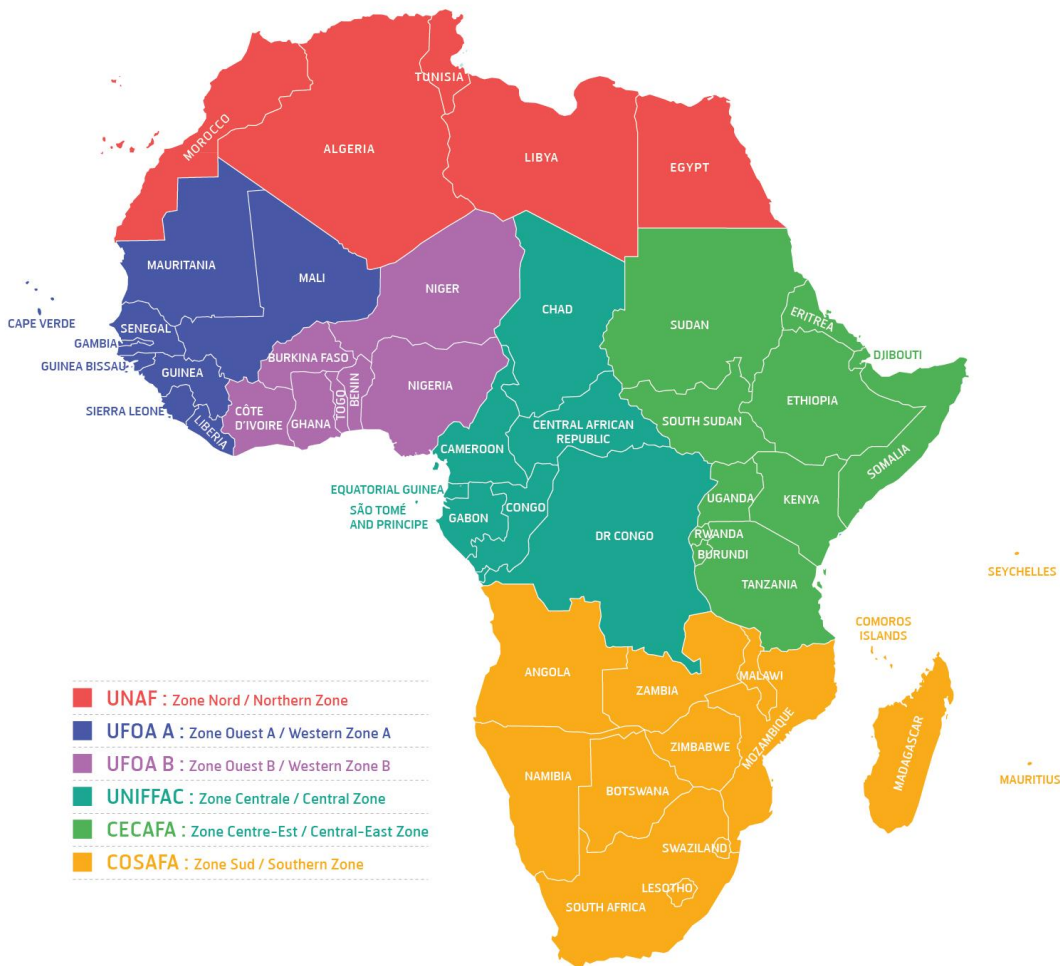 TUNISIA
MOROCCO
ALGERIA
LIBYA
EGYPT
MAURITANIA
MALI
NIGER
CHAD
SUDAN
ERITREA
CAPE VERDE
SENEGAL
GAMBIA
GUINEA BISSAU
GUINEA
SIERRA LEONE
LIBERIA
BURKINA FASO
CÔTE
D'IVOIRE
GHANA
TOGO
BENIN
NIGERIA
DJIBOUTI
ETHIOPIA
SOUTH SUDAN
SOMALIA
CENTRAL AFRICAN
REPUBLIC
CAMEROON
EQUATORIAL GUINEA
SÃO TOMÉ
AND PRINCIPE
GABON
CONGO
DR CONGO
UGANDA
KENYA
RWANDA
BURUNDI
TANZANIA
SEYCHELLES
COMOROS
ISLANDS
ANGOLA
ZAMBIA
MALAWI
MOZAMBIQUE
ZIMBABWE
NAMIBIA
BOTSWANA
MADAGASCAR
MAURITIUS
SWAZILAND
LESOTHO
SOUTH AFRICA
UNAF : Zone Nord / Northern Zone
UFOA A : Zone Ouest A / Western Zone A
UFOA B : Zone Ouest B / Western Zone B
UNIFFAC : Zone Centrale / Central Zone
CECAFA : Zone Centre-Est / Central-East Zone
COSAFA : Zone Sud / Southern Zone